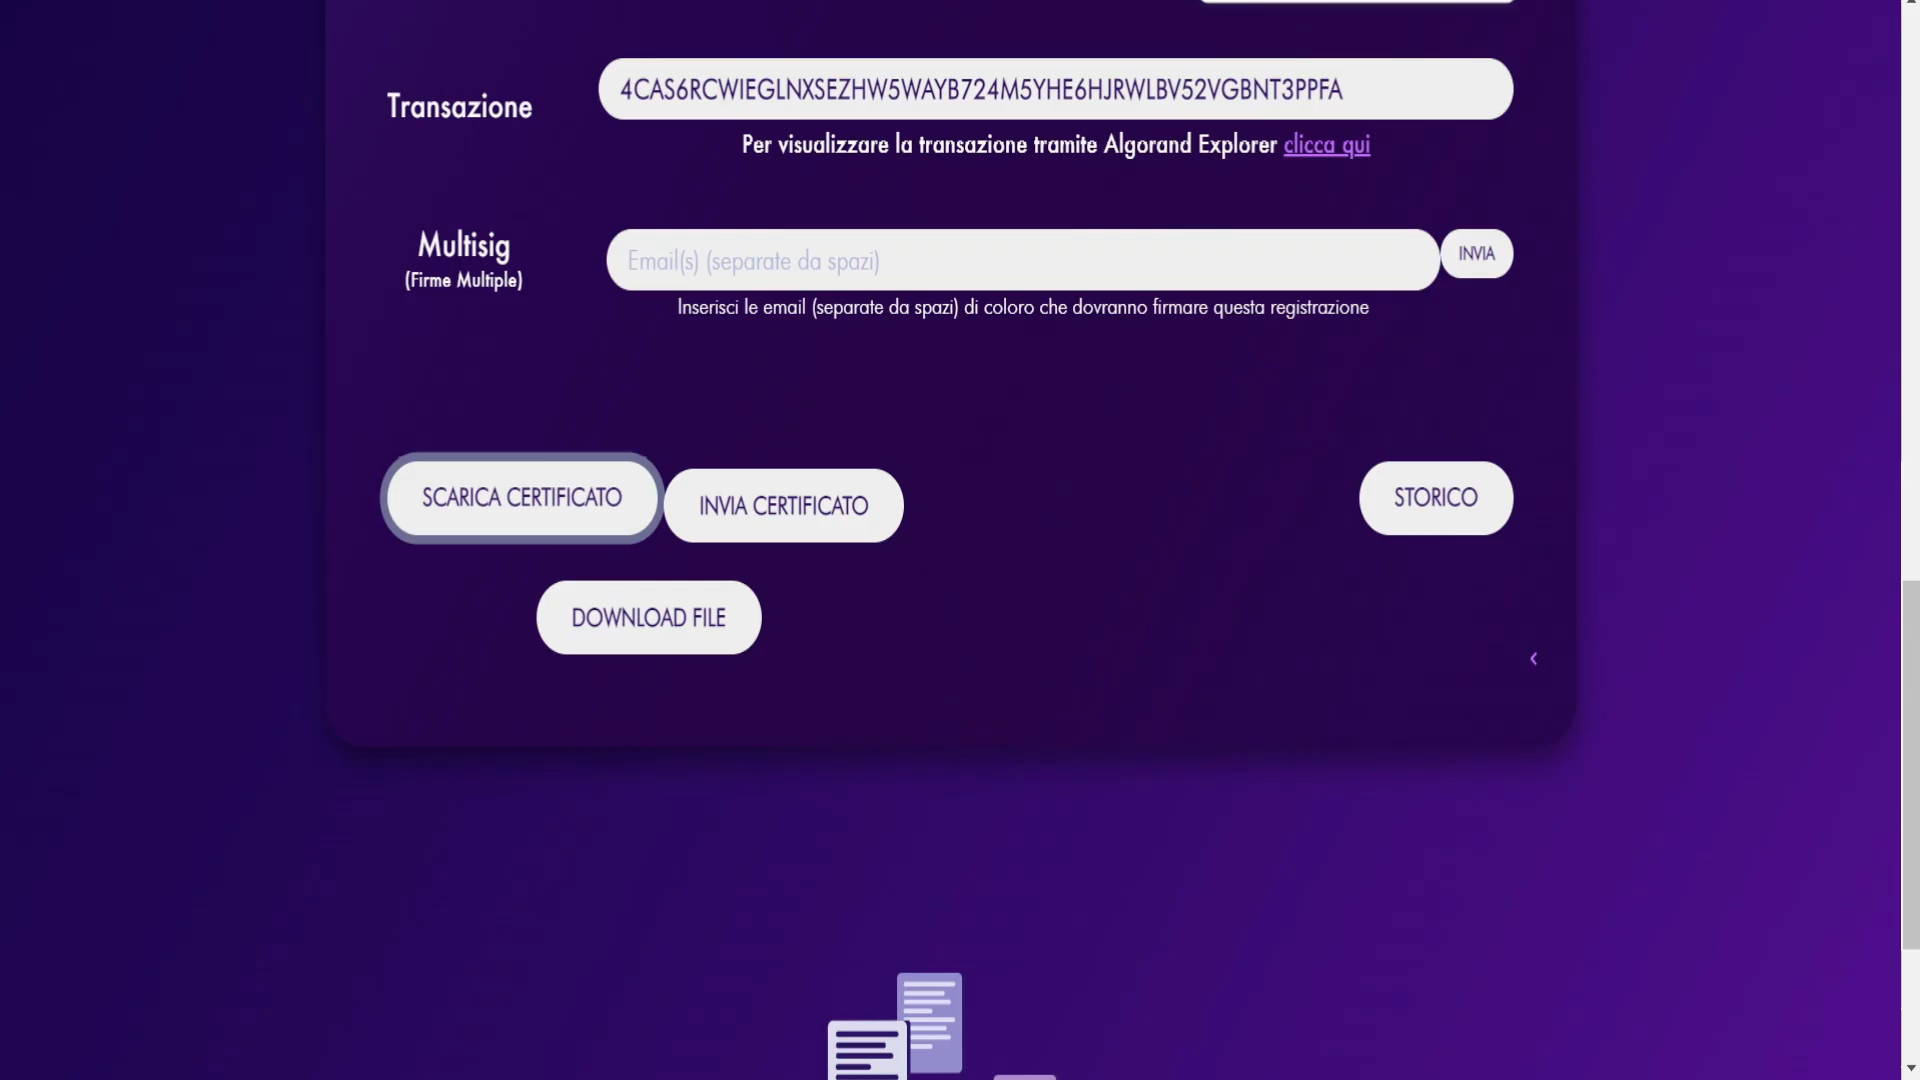 Transazione
4CAS6RCWIEGLNXSEZHW5WAYB724M5YHE6HJRWLBV52VGBNT3PPFA
Per visualizzare la transazione tramite Algorand Explorer clicca qui
Multisig
(Firme Multiple)
Email(s) (separate da spazi)
INVIA
Inserisci le email (separate da spazi) di coloro che dovranno firmare questa registrazione
SCARICA CERTIFICATO
INVIA CERTIFICATO
STORICO
DOWNLOAD FILE